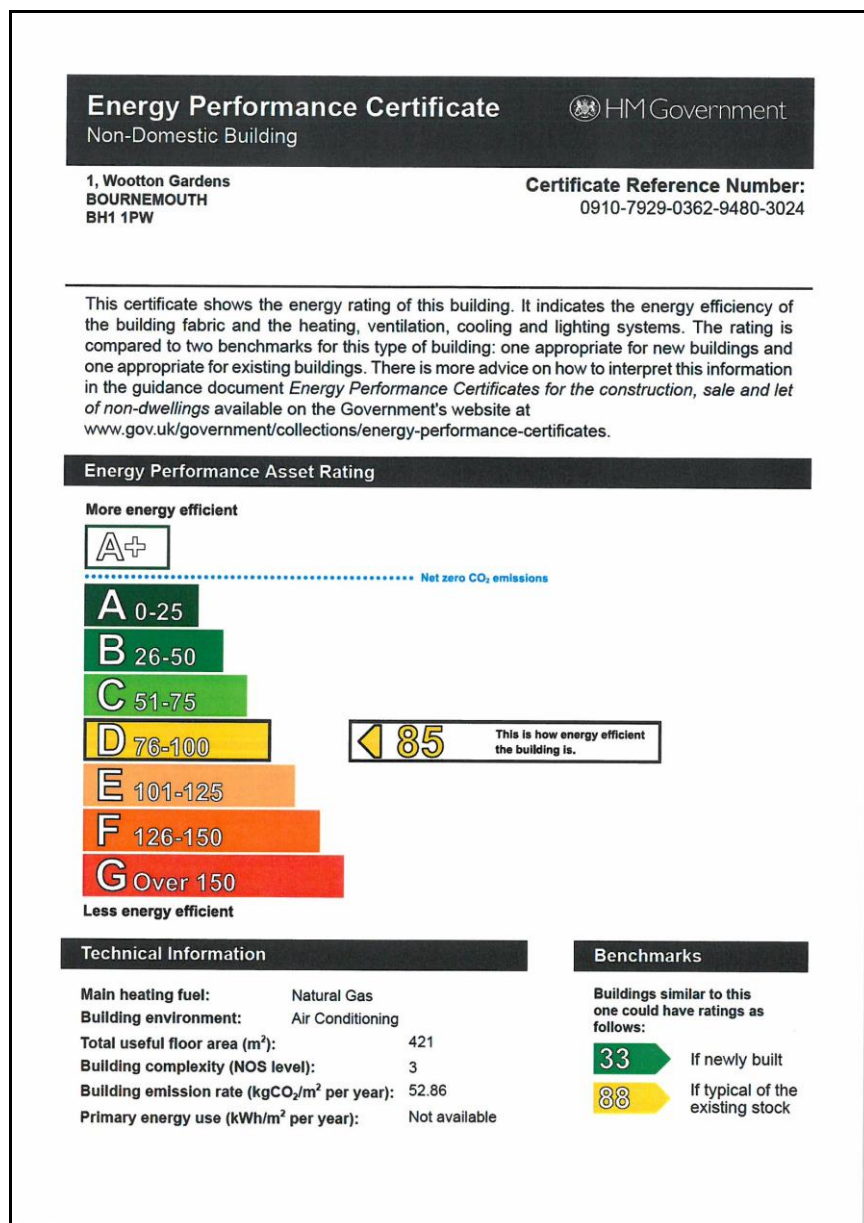 Energy Performance Certificate
Non-Domestic Building
HM Government
1, Wootton Gardens
BOURNEMOUTH
BH1 1PW
Certificate Reference Number:
0910-7929-0362-9480-3024
This certificate shows the energy rating of this building. It indicates the energy efficiency of
the building fabric and the heating, ventilation, cooling and lighting systems. The rating is
compared to two benchmarks for this type of building: one appropriate for new buildings and
one appropriate for existing buildings. There is more advice on how to interpret this information
in the guidance document Energy Performance Certificates for the construction, sale and let
of non-dwellings available on the Government's website at
www.gov.uk/government/collections/energy-performance-certificates.
Energy Performance Asset Rating
More energy efficient
A+
Net zero CO₂ emissions
A 0-25
B 26-50
C 51-75
D 76-100
85
This is how energy efficient
the building is.
E 101-125
F 126-150
G Over 150
Less energy efficient
Technical Information
Main heating fuel: Natural Gas
Building environment: Air Conditioning
Total useful floor area (m²): 421
Building complexity (NOS level): 3
Building emission rate (kgCO₂/m² per year): 52.86
Primary energy use (kWh/m² per year): Not available
Benchmarks
Buildings similar to this
one could have ratings as
follows:
33 If newly built
88 If typical of the
existing stock